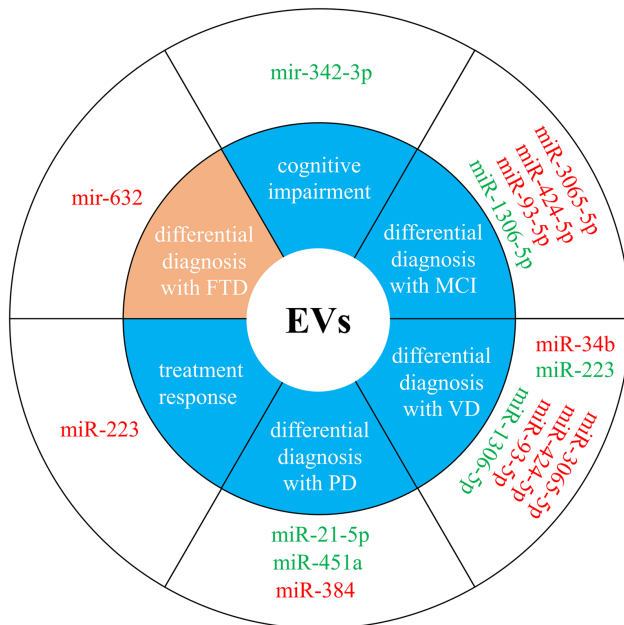 mir-342-3p
cognitive
impairment
miR-3065-5p
miR-424-5p
miR-93-5p
miR-1306-5p
differential
diagnosis
with MCI
miR-34b
miR-223
miR-1306-5p
miR-93-5p
miR-424-5p
miR-3065-5p
differential
diagnosis
with VD
differential
diagnosis
with PD
miR-21-5p
miR-451a
miR-384
treatment
response
miR-223
mir-632
differential
diagnosis
with FTD
EVs